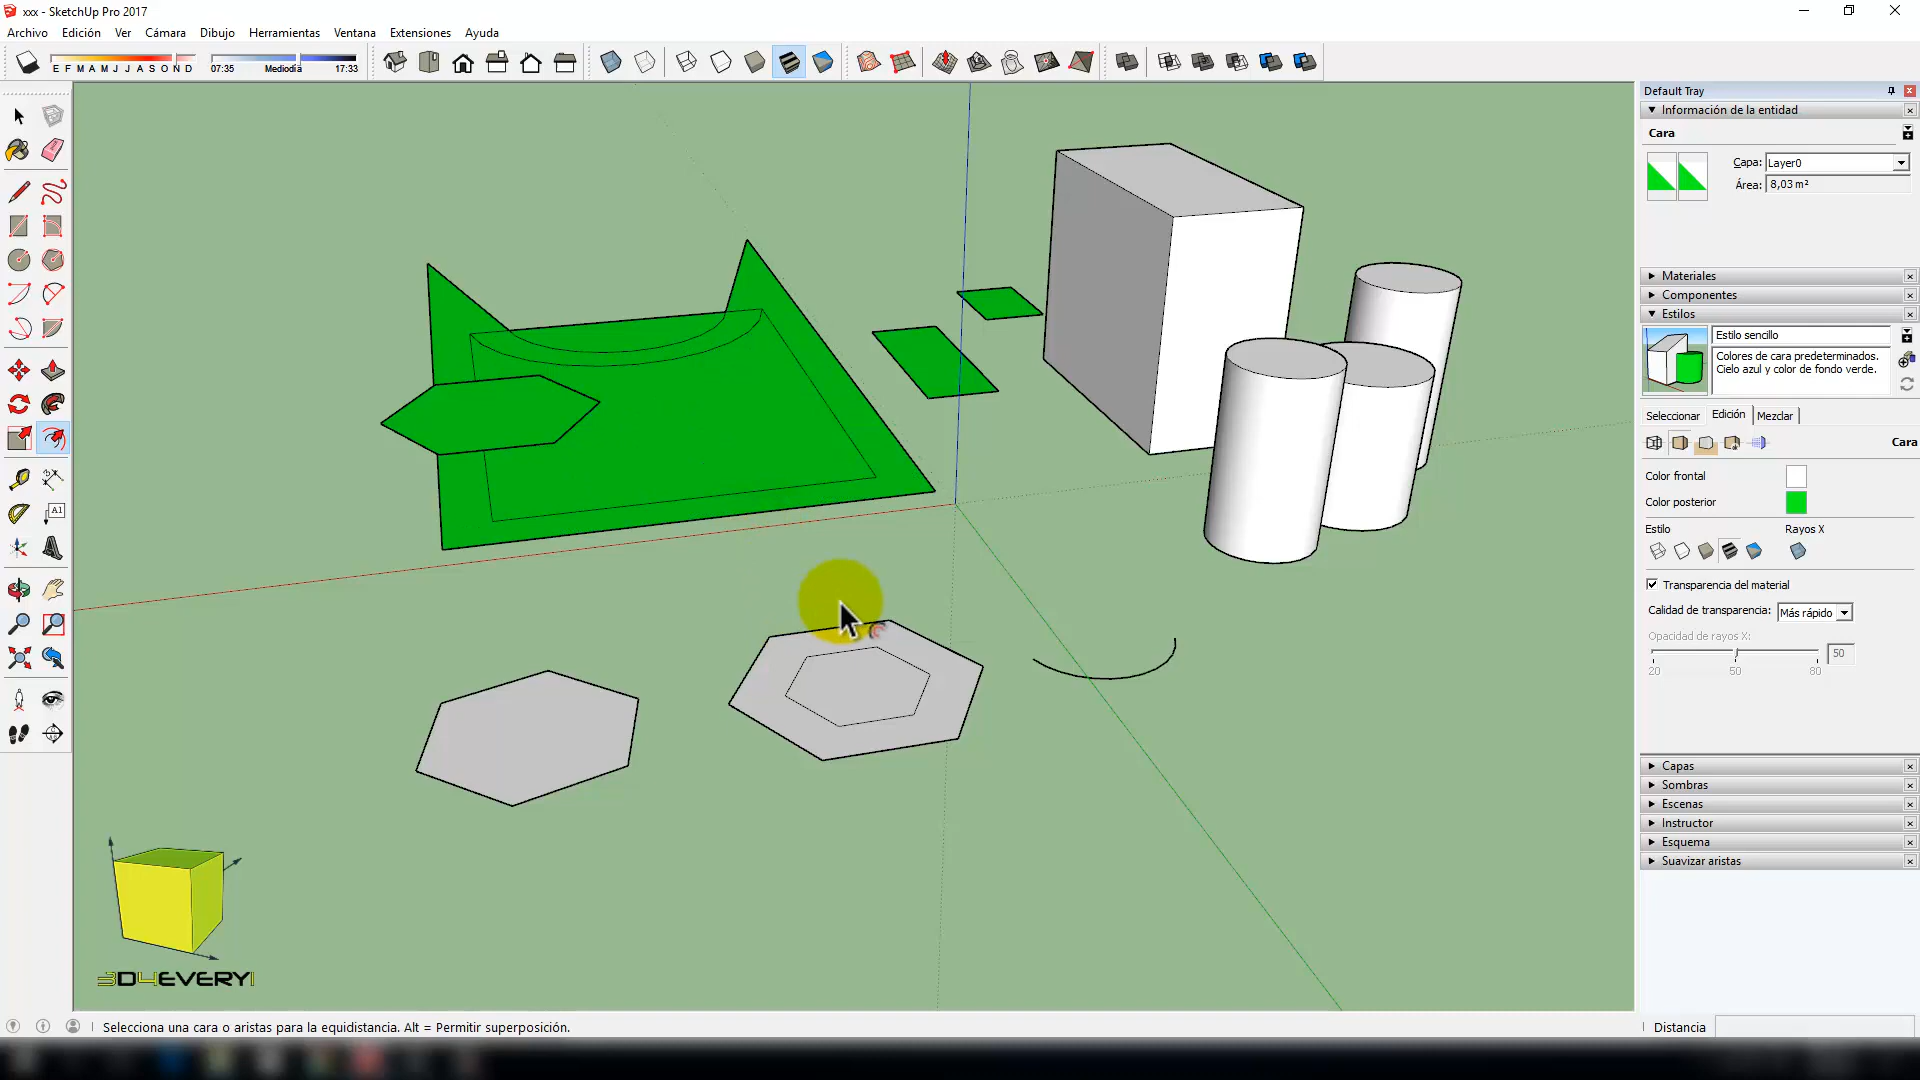 xxx - SketchUp Pro 2017
Archivo Edición Ver Cámara Dibujo Herramientas Ventana Extensiones Ayuda
E F M A M J J A S O N D
07:35 Mediodía 17:33
Default Tray
Información de la entidad
Cara
Capa: Layer0
Área: 8,03 m²
Materiales
Componentes
Estilos
Estilo sencillo
Colores de cara predeterminados.
Cielo azul y color de fondo verde.
Seleccionar Edición Mezclar
Cara
Color frontal
Color posterior
Estilo Rayos X
Transparencia del material
Calidad de transparencia: Más rápido
Opacidad de rayos X: 50
20 50 80
Capas
Sombras
Escenas
Instructor
Esquema
Suavizar aristas
A1
3D4EVERY1
Selecciona una cara o aristas para la equidistancia. Alt = Permitir superposición.
Distancia